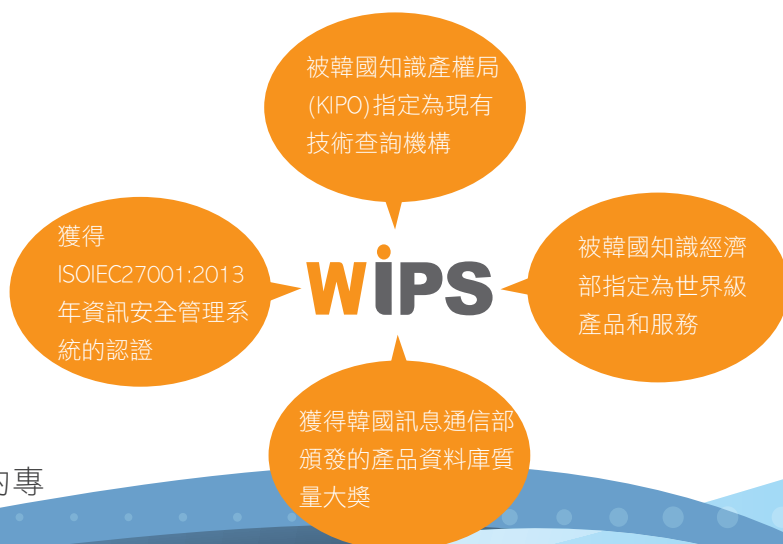 被韓國知識產權局
(KIPO)指定為現有
技術查詢機構
獲得
ISOIEC27001:2013
年資訊安全管理系
統的認證
WiPS
被韓國知識經濟
部指定為世界級
產品和服務
獲得韓國訊息通信部
頒發的產品資料庫質
量大獎
的專